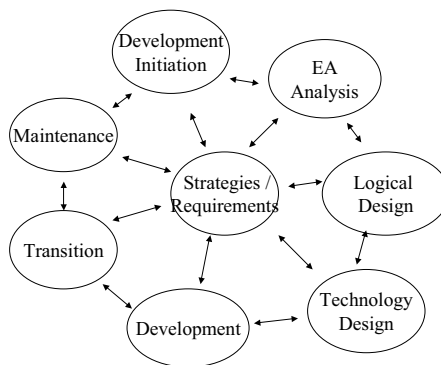 Development
Initiation
EA
Analysis
Maintenance
Strategies /
Requirements
Logical
Design
Transition
Technology
Design
Development